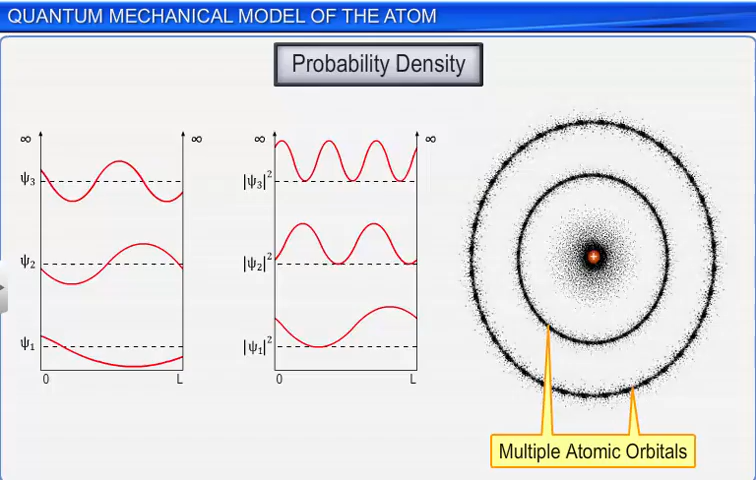 QUANTUM MECHANICAL MODEL OF THE ATOM
Probability Density
∞ ∞
ψ₃
ψ₂
ψ₁
0 L
∞ ∞
|ψ₃|²
|ψ₂|²
|ψ₁|²
0 L
+
Multiple Atomic Orbitals